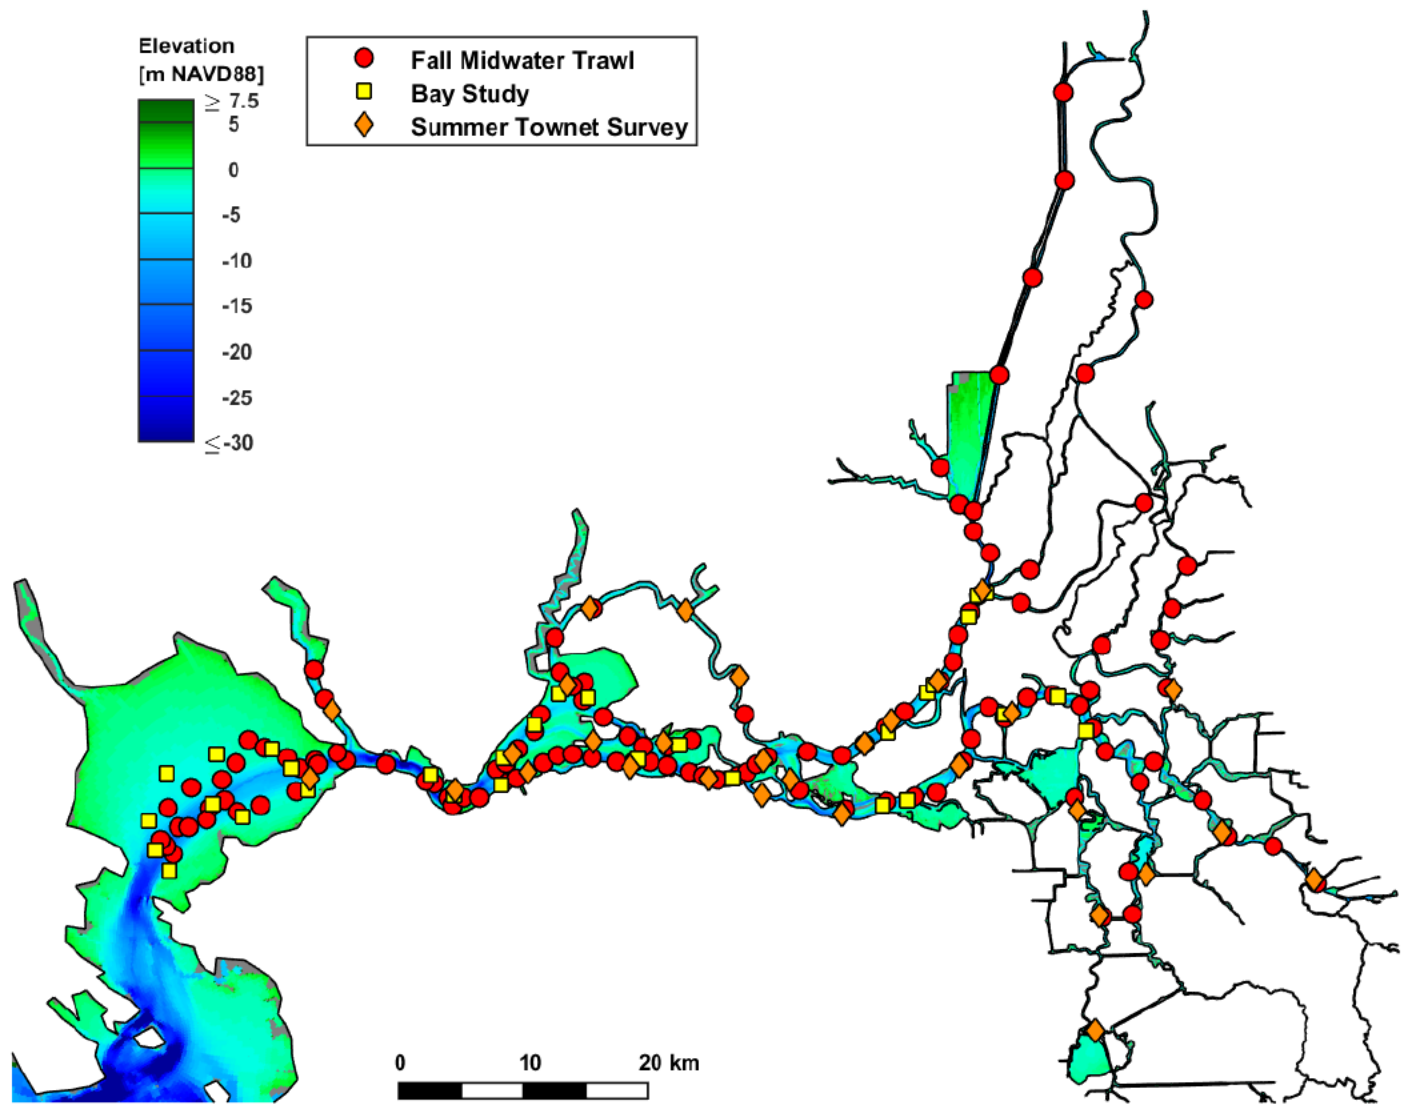 Elevation
[m NAVD88]
≥ 7.5
5
0
-5
-10
-15
-20
-25
≤ -30
Fall Midwater Trawl
Bay Study
Summer Townet Survey
0 10 20 km